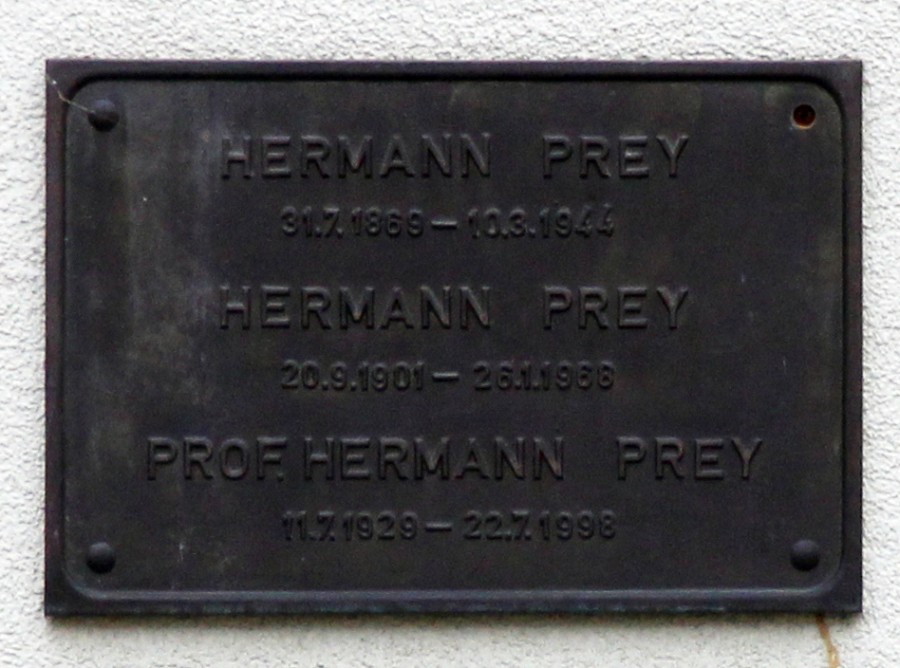 HERMANN PREY
31.7.1869 – 10.3.1944
HERMANN PREY
20.9.1901 – 26.1.1968
PROF. HERMANN PREY
11.7.1929 – 22.7.1998